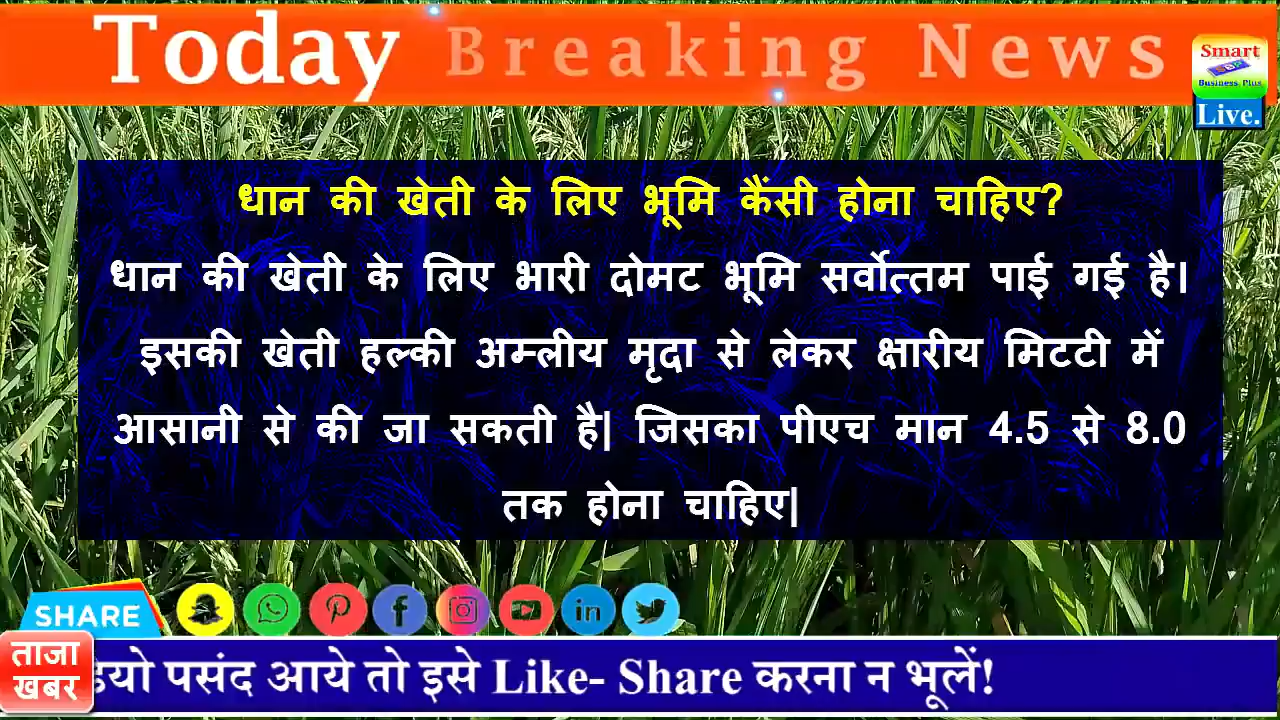 Today Breaking News
Smart
Business Plus
Live.
धान की खेती के लिए भूमि कैंसी होना चाहिए?
धान की खेती के लिए भारी दोमट भूमि सर्वोत्तम पाई गई है।
इसकी खेती हल्की अम्लीय मृदा से लेकर क्षारीय मिटटी में
आसानी से की जा सकती है| जिसका पीएच मान 4.5 से 8.0
तक होना चाहिए|
SHARE
ताजा
खबर
पसंद आये तो इसे Like- Share करना न भूलें!